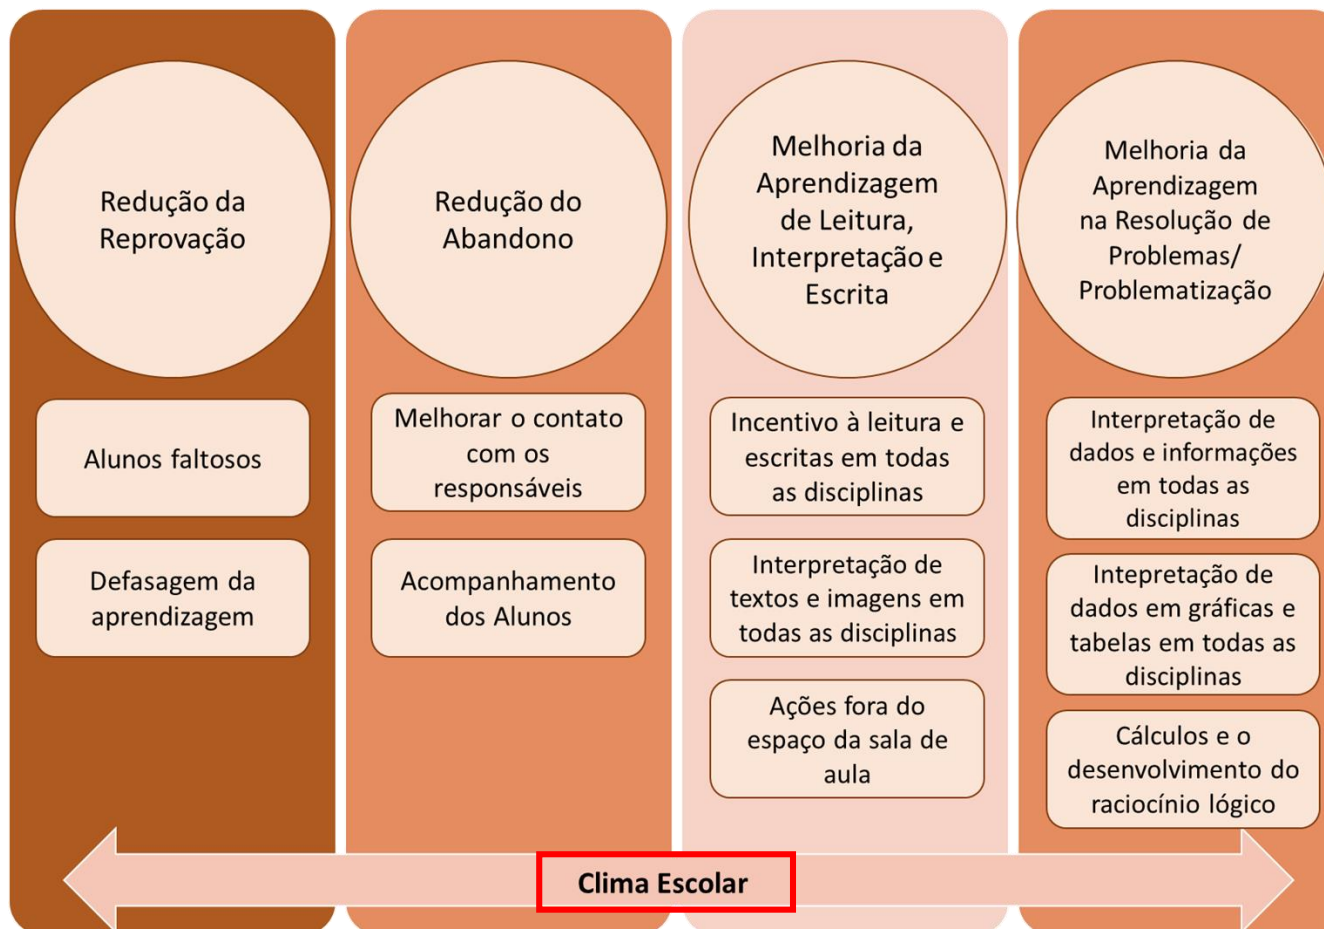 Redução da
Reprovação
Alunos faltosos
Defasagem da
aprendizagem
Redução do
Abandono
Melhorar o contato
com os
responsáveis
Acompanhamento
dos Alunos
Melhoria da
Aprendizagem
de Leitura,
Interpretação e
Escrita
Incentivo à leitura e
escritas em todas
as disciplinas
Interpretação de
textos e imagens em
todas as disciplinas
Ações fora do
espaço da sala de
aula
Melhoria da
Aprendizagem
na Resolução de
Problemas/
Problematização
Interpretação de
dados e informações
em todas as
disciplinas
Intepretação de
dados em gráficas e
tabelas em todas as
disciplinas
Cálculos e o
desenvolvimento do
raciocínio lógico
Clima Escolar